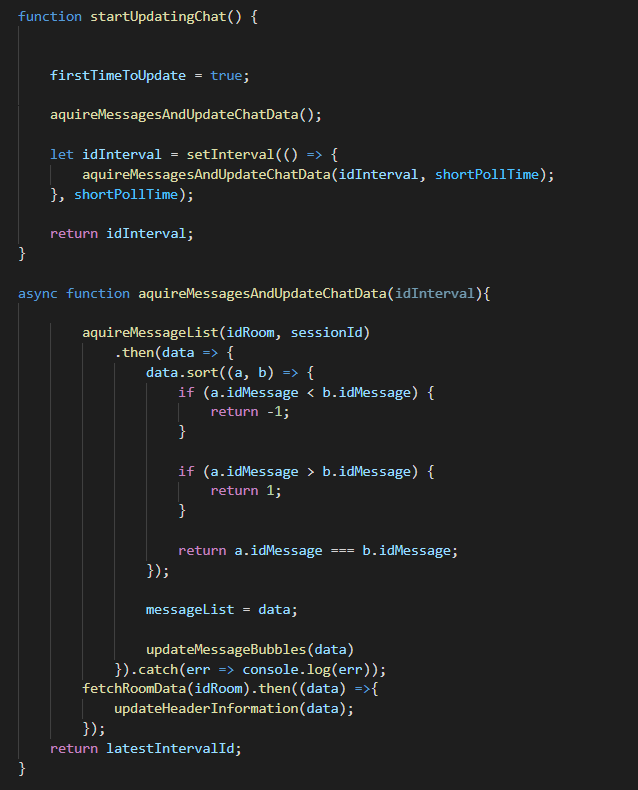 function startUpdatingChat() {
firstTimeToUpdate = true;
aquireMessagesAndUpdateChatData();
let idInterval = setInterval(() => {
aquireMessagesAndUpdateChatData(idInterval, shortPollTime);
}, shortPollTime);
return idInterval;
}
async function aquireMessagesAndUpdateChatData(idInterval){
aquireMessageList(idRoom, sessionId)
.then(data => {
data.sort((a, b) => {
if (a.idMessage < b.idMessage) {
return -1;
}
if (a.idMessage > b.idMessage) {
return 1;
}
return a.idMessage === b.idMessage;
});
messageList = data;
updateMessageBubbles(data)
}).catch(err => console.log(err));
fetchRoomData(idRoom).then((data) =>{
updateHeaderInformation(data);
});
return latestIntervalId;
}